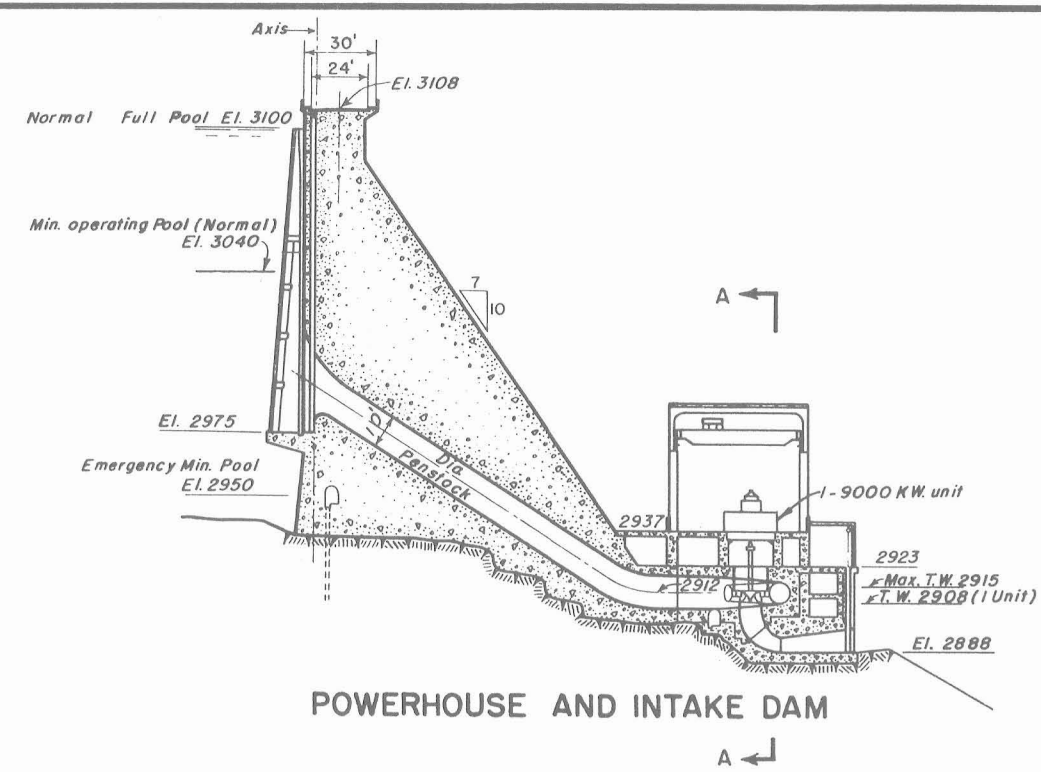 Axis
30'
24'
El. 3108
Normal Full Pool El. 3100
Min. operating Pool (Normal)
El. 3040
7
10
A
El. 2975
Emergency Min. Pool
El. 2950
Dia.
Penstock
1-9000 KW. unit
2937
2923
2912
Max. T.W. 2915
T.W. 2908 (1 Unit)
El. 2888
POWERHOUSE AND INTAKE DAM
A